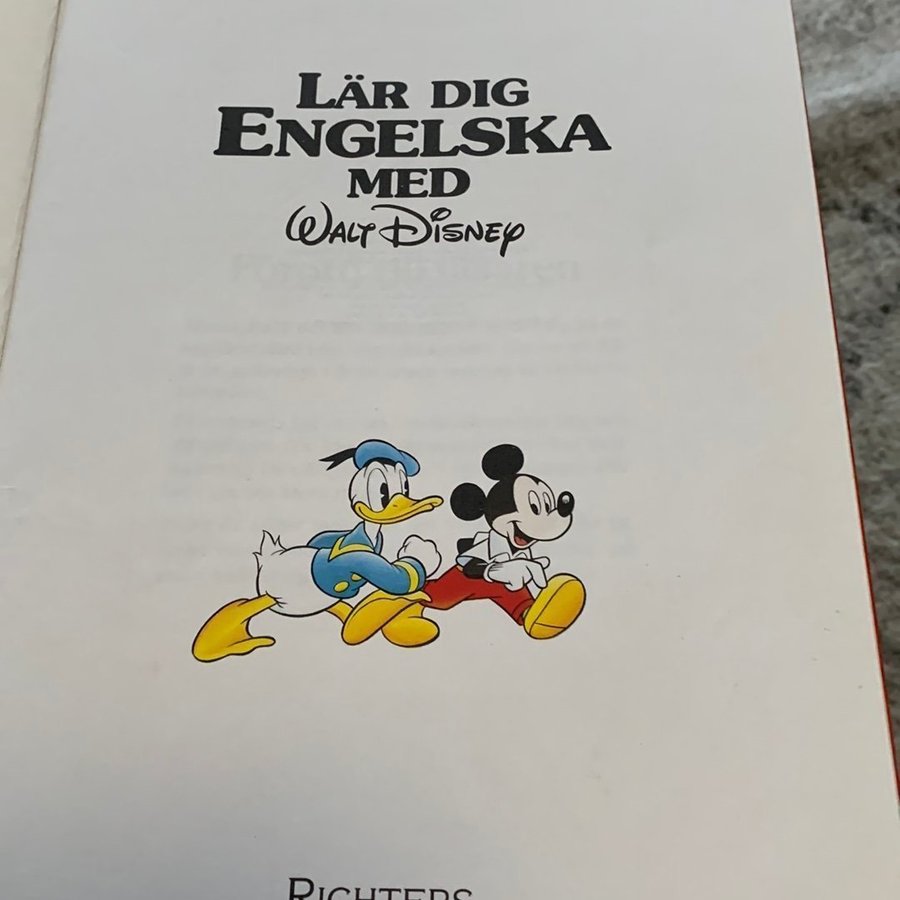 LÄR DIG
ENGELSKA
MED
WALT DISNEY
RICHTERS